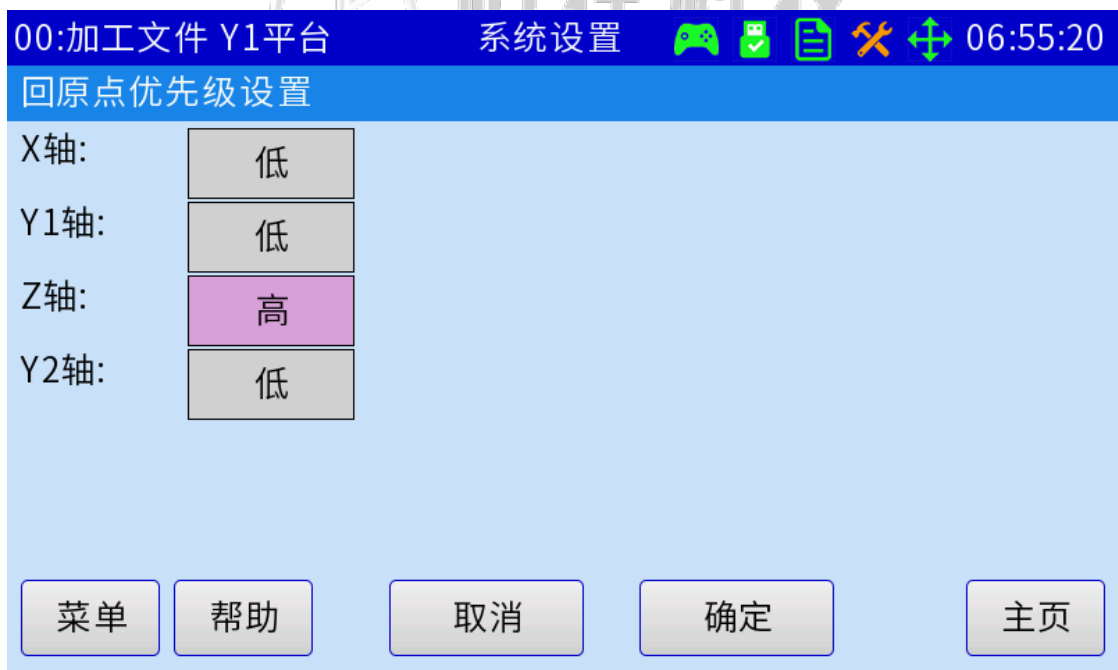 00:加工文件 Y1平台 系统设置 06:55:20
回原点优先级设置
X轴: 低
Y1轴: 低
Z轴: 高
Y2轴: 低
菜单 帮助 取消 确定 主页